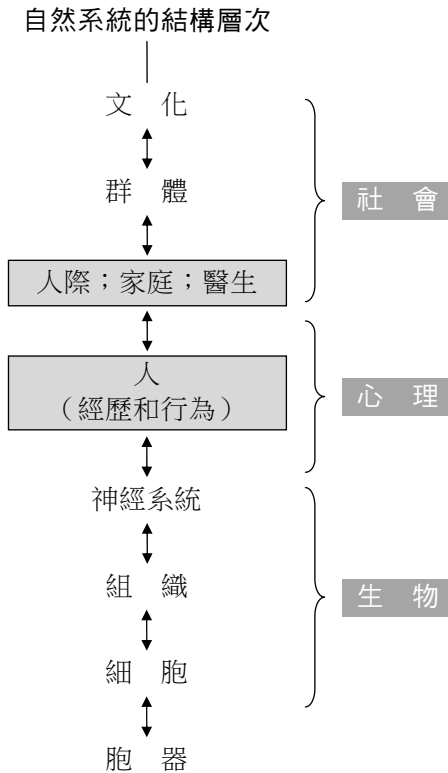 自然系統的結構層次
文 化
群 體
社 會
人際；家庭；醫生
人
（經歷和行為）
心 理
神經系統
組 織
生 物
細 胞
胞 器